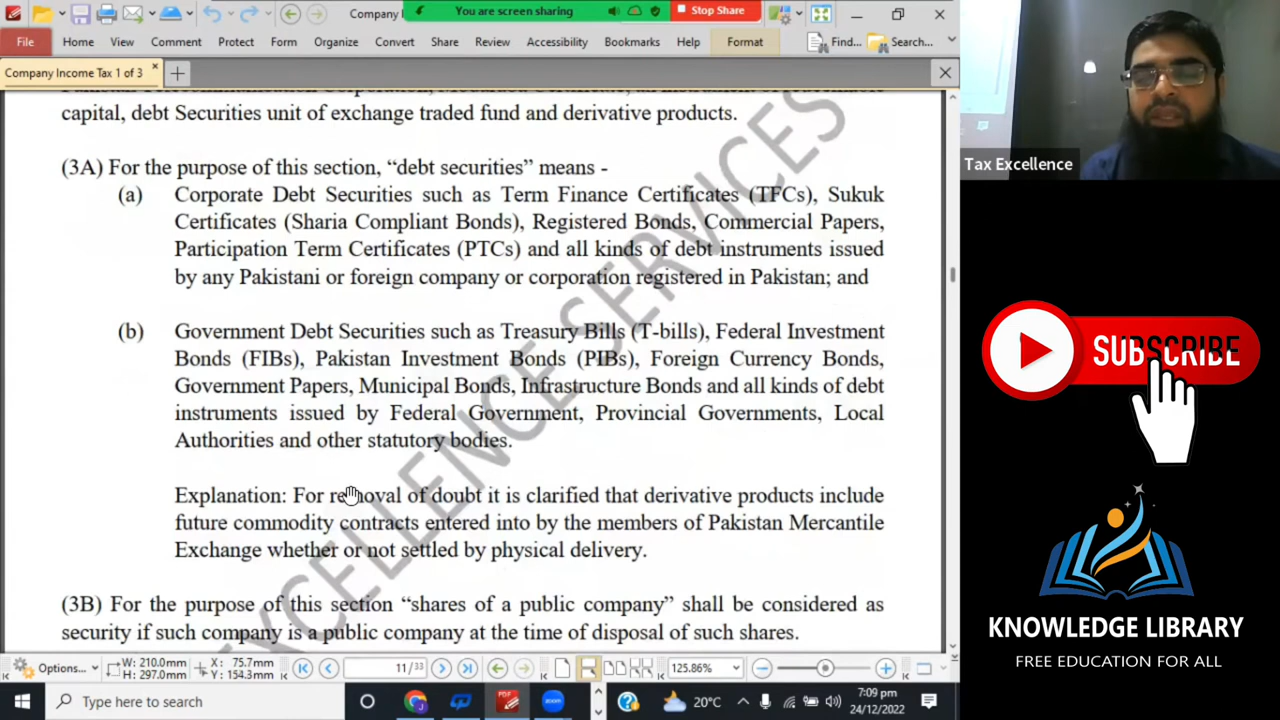 Company I
You are screen sharing
Stop Share
File
Home
View
Comment
Protect
Form
Organize
Convert
Share
Review
Accessibility
Bookmarks
Help
Format
Find...
Search...
Company Income Tax 1 of 3
capital, debt Securities unit of exchange traded fund and derivative products.
(3A) For the purpose of this section, “debt securities” means -
(a) Corporate Debt Securities such as Term Finance Certificates (TFCs), Sukuk
Certificates (Sharia Compliant Bonds), Registered Bonds, Commercial Papers,
Participation Term Certificates (PTCs) and all kinds of debt instruments issued
by any Pakistani or foreign company or corporation registered in Pakistan; and
(b) Government Debt Securities such as Treasury Bills (T-bills), Federal Investment
Bonds (FIBs), Pakistan Investment Bonds (PIBs), Foreign Currency Bonds,
Government Papers, Municipal Bonds, Infrastructure Bonds and all kinds of debt
instruments issued by Federal Government, Provincial Governments, Local
Authorities and other statutory bodies.
Explanation: For removal of doubt it is clarified that derivative products include
future commodity contracts entered into by the members of Pakistan Mercantile
Exchange whether or not settled by physical delivery.
(3B) For the purpose of this section “shares of a public company” shall be considered as
security if such company is a public company at the time of disposal of such shares.
EXCELLENCE SERVICES
Options...
W: 210.0mm
H: 297.0mm
X: 75.7mm
Y: 154.3mm
11 / 33
125.86%
Type here to search
20°C
7:09 pm
24/12/2022
Tax Excellence
SUBSCRIBE
KNOWLEDGE LIBRARY
FREE EDUCATION FOR ALL